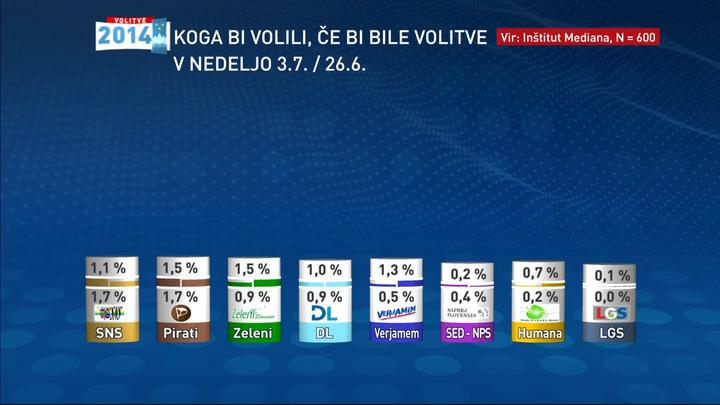 VOLITVE
2014
KOGA BI VOLILI, ČE BI BILE VOLITVE
V NEDELJO 3.7. / 26.6.
Vir: Inštitut Mediana, N = 600
1,1 % 1,5 % 1,5 % 1,0 % 1,3 % 0,2 % 0,7 % 0,1 %
1,7 % 1,7 % 0,9 % 0,9 % 0,5 % 0,4 % 0,2 % 0,0 %
Zeleni DL VERJAMEM NAPREJ SLOVENIJA LGS
SNS Pirati Zeleni DL Verjamem SED - NPS Humana LGS